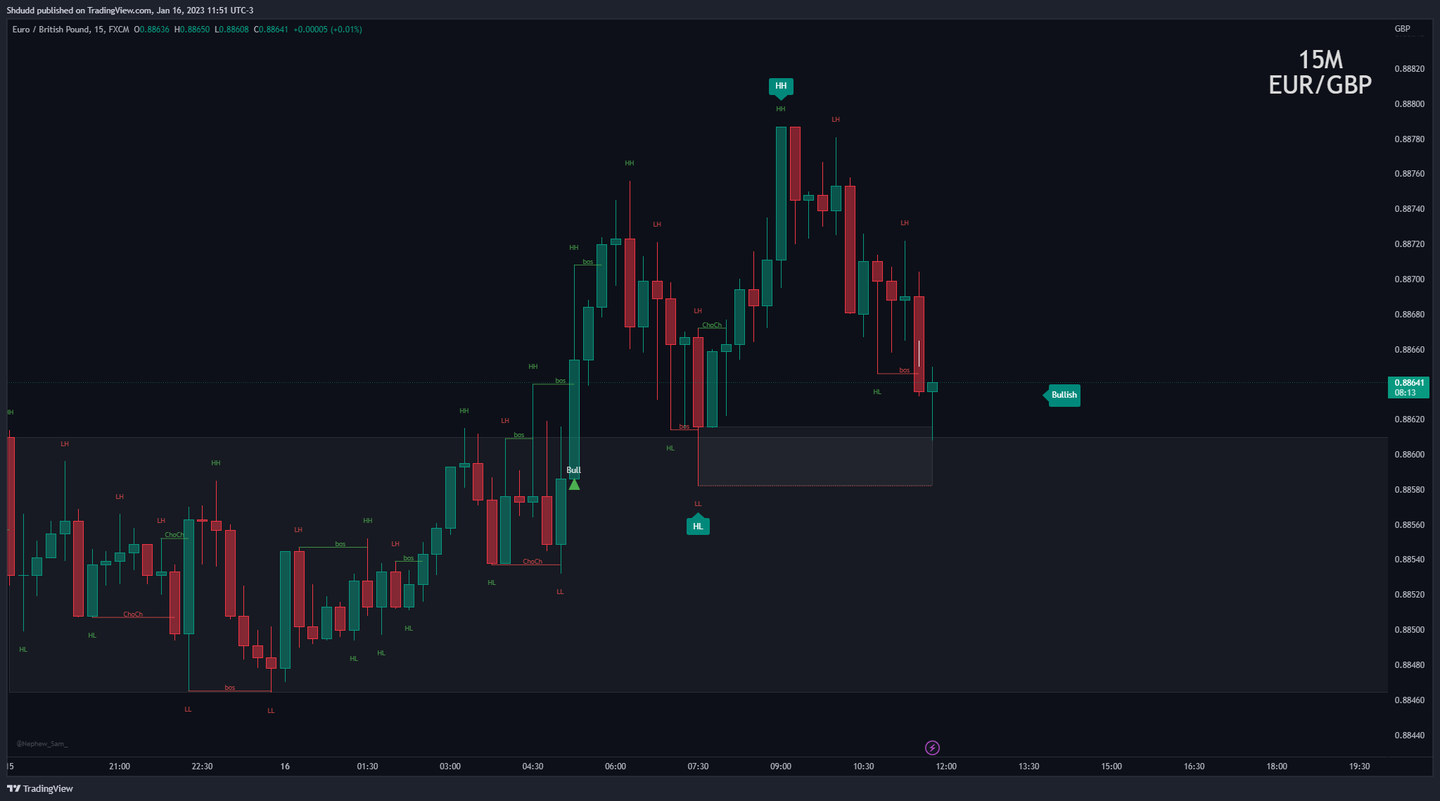 Shdudd published on TradingView.com, Jan 16, 2023 11:51 UTC-3
Euro / British Pound, 15, FXCM O0.88636 H0.88650 L0.88608 C0.88641 +0.00005 (+0.01%)
GBP
15M
EUR/GBP
0.88820
0.88800
0.88780
0.88760
0.88740
0.88720
0.88700
0.88680
0.88660
0.88641
08:13
0.88620
0.88600
0.88580
0.88560
0.88540
0.88520
0.88500
0.88480
0.88460
0.88440
HH
HH
LH
HH
LH
LH
HH
bos
LH
ChoCh
HH
bos
bos
HL
Bullish
HH
HH
LH
bos
LH
HH
Bull
bos
HL
LH
LL
HL
LH
HH
LH
ChoCh
bos
LH
bos
ChoCh
HL
LL
ChoCh
HL
HL
HL
HL
HL
bos
LL
LL
@Nephew_Sam_
15
21:00
22:30
16
01:30
03:00
04:30
06:00
07:30
09:00
10:30
12:00
13:30
15:00
16:30
18:00
19:30
TradingView